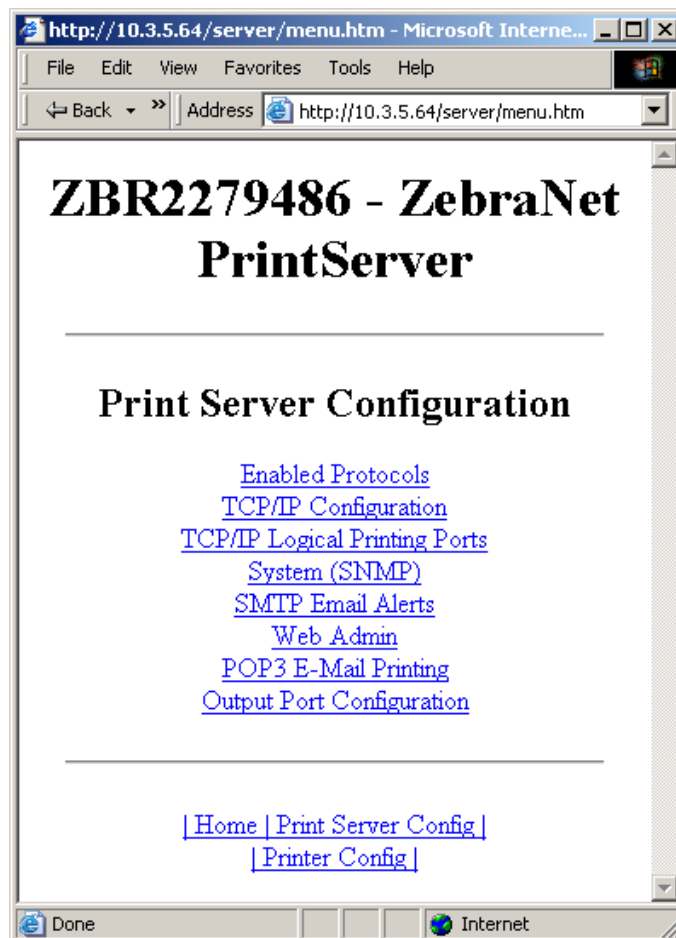 http://10.3.5.64/server/menu.htm - Microsoft Interne...
File Edit View Favorites Tools Help
Back » Address http://10.3.5.64/server/menu.htm
ZBR2279486 - ZebraNet
PrintServer
Print Server Configuration
Enabled Protocols
TCP/IP Configuration
TCP/IP Logical Printing Ports
System (SNMP)
SMTP Email Alerts
Web Admin
POP3 E-Mail Printing
Output Port Configuration
| Home | Print Server Config |
| Printer Config |
Done Internet